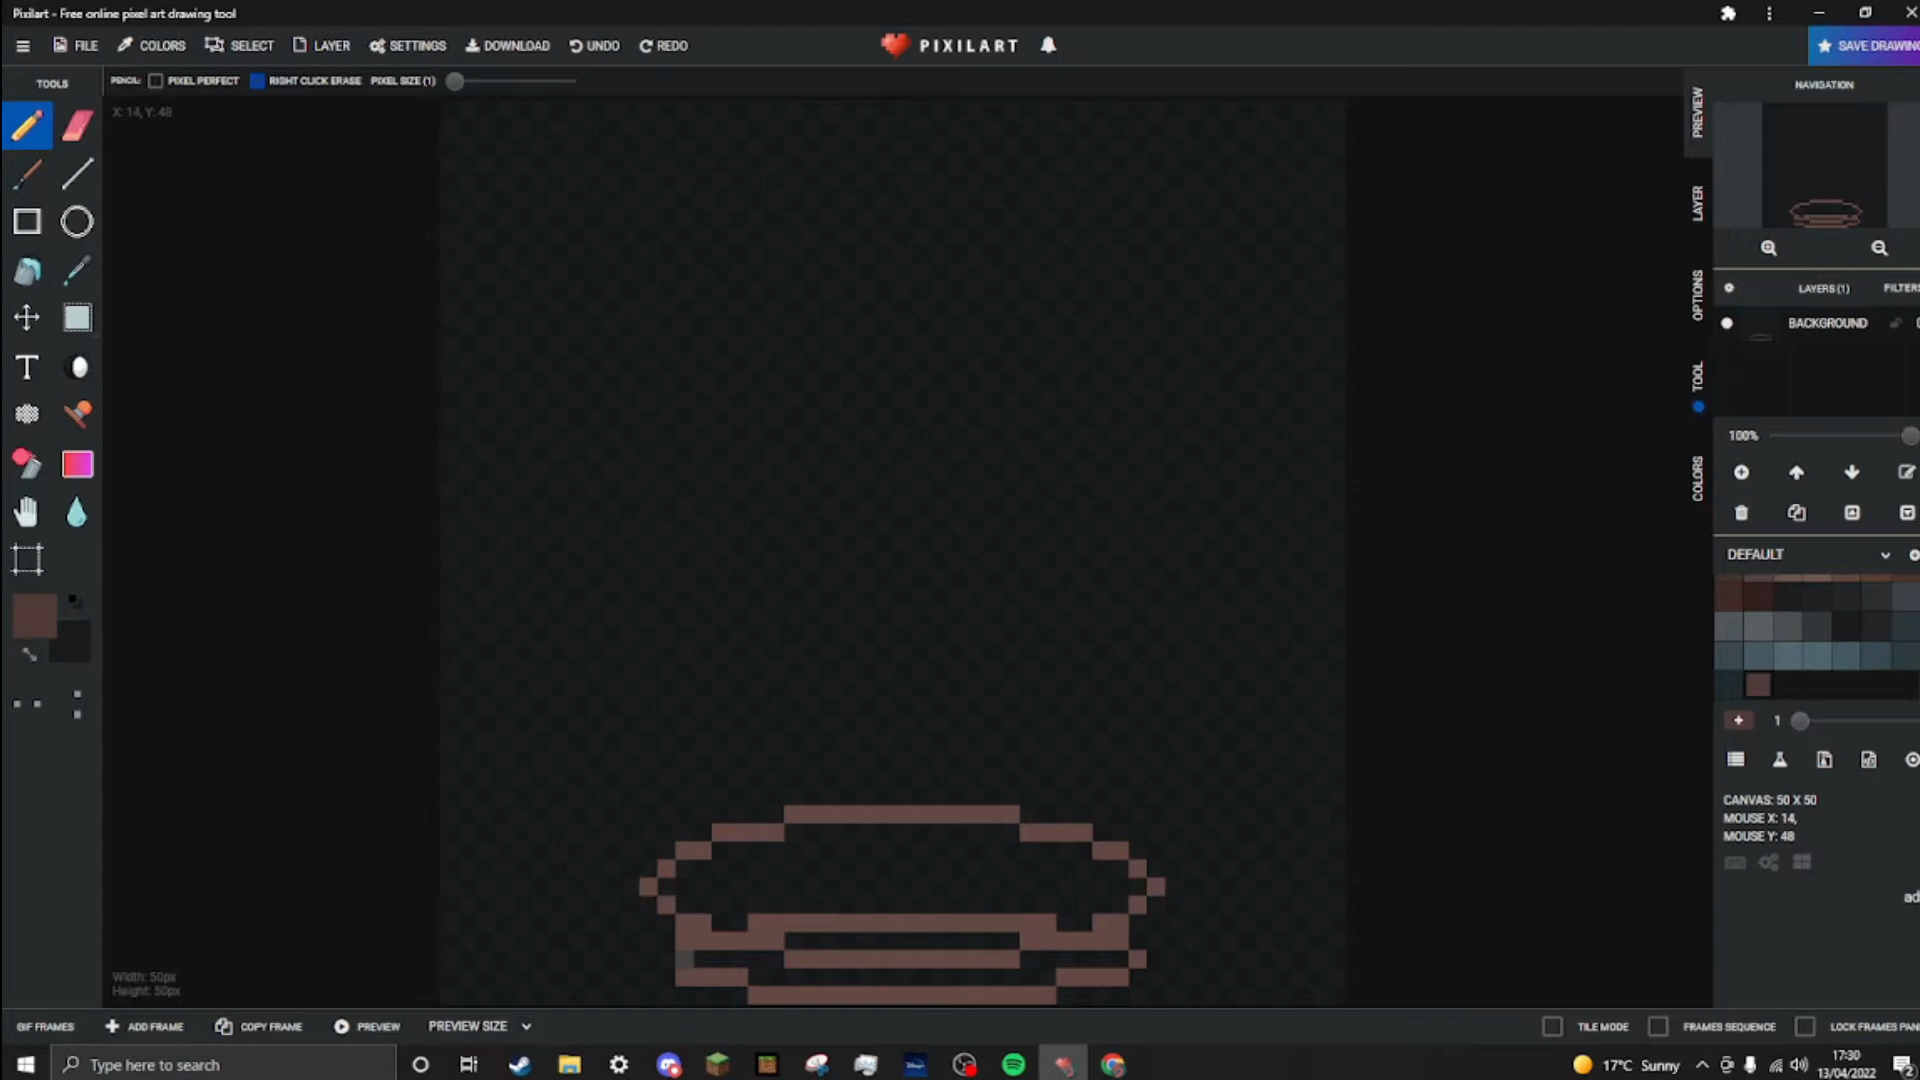 Pixilart - Free online pixel art drawing tool
FILE COLORS SELECT LAYER SETTINGS DOWNLOAD UNDO REDO PIXILART SAVE DRAWING
TOOLS
PENCIL: PIXEL PERFECT RIGHT CLICK ERASE PIXEL SIZE (1)
X: 14, Y: 48
NAVIGATION
PREVIEW
LAYER
OPTIONS
TOOL
COLORS
LAYERS (1) FILTERS
BACKGROUND
100%
DEFAULT
1
CANVAS: 50 X 50
MOUSE X: 14,
MOUSE Y: 48
ad
Width: 50px
Height: 50px
GIF FRAMES ADD FRAME COPY FRAME PREVIEW PREVIEW SIZE TILE MODE FRAMES SEQUENCE LOCK FRAMES PAN
Type here to search
17°C Sunny
17:30
13/04/2022
2